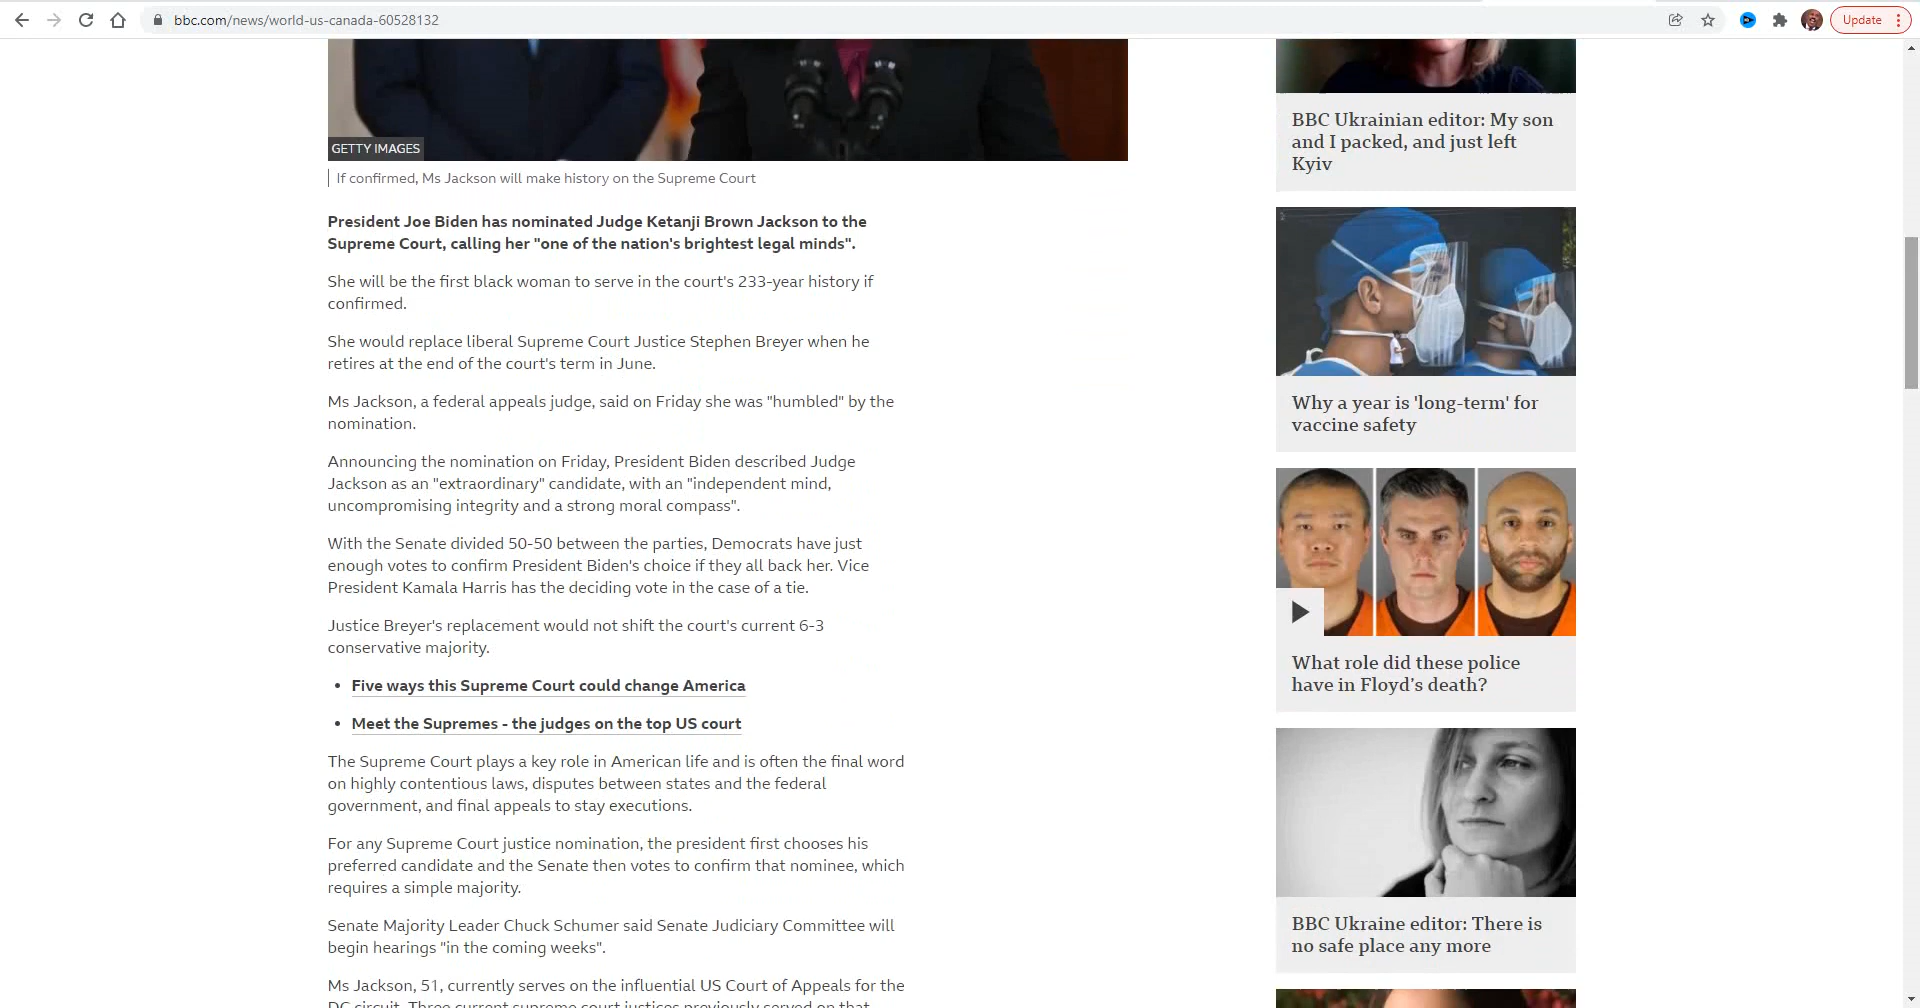 bbc.com/news/world-us-canada-60528132
Update
GETTY IMAGES
If confirmed, Ms Jackson will make history on the Supreme Court
President Joe Biden has nominated Judge Ketanji Brown Jackson to the
Supreme Court, calling her "one of the nation's brightest legal minds".
She will be the first black woman to serve in the court's 233-year history if
confirmed.
She would replace liberal Supreme Court Justice Stephen Breyer when he
retires at the end of the court's term in June.
Ms Jackson, a federal appeals judge, said on Friday she was "humbled" by the
nomination.
Announcing the nomination on Friday, President Biden described Judge
Jackson as an "extraordinary" candidate, with an "independent mind,
uncompromising integrity and a strong moral compass".
With the Senate divided 50-50 between the parties, Democrats have just
enough votes to confirm President Biden's choice if they all back her. Vice
President Kamala Harris has the deciding vote in the case of a tie.
Justice Breyer's replacement would not shift the court's current 6-3
conservative majority.
• Five ways this Supreme Court could change America
• Meet the Supremes - the judges on the top US court
The Supreme Court plays a key role in American life and is often the final word
on highly contentious laws, disputes between states and the federal
government, and final appeals to stay executions.
For any Supreme Court justice nomination, the president first chooses his
preferred candidate and the Senate then votes to confirm that nominee, which
requires a simple majority.
Senate Majority Leader Chuck Schumer said Senate Judiciary Committee will
begin hearings "in the coming weeks".
Ms Jackson, 51, currently serves on the influential US Court of Appeals for the
DC circuit. Three current supreme court justices previously served on that
BBC Ukrainian editor: My son
and I packed, and just left
Kyiv
Why a year is 'long-term' for
vaccine safety
What role did these police
have in Floyd's death?
BBC Ukraine editor: There is
no safe place any more